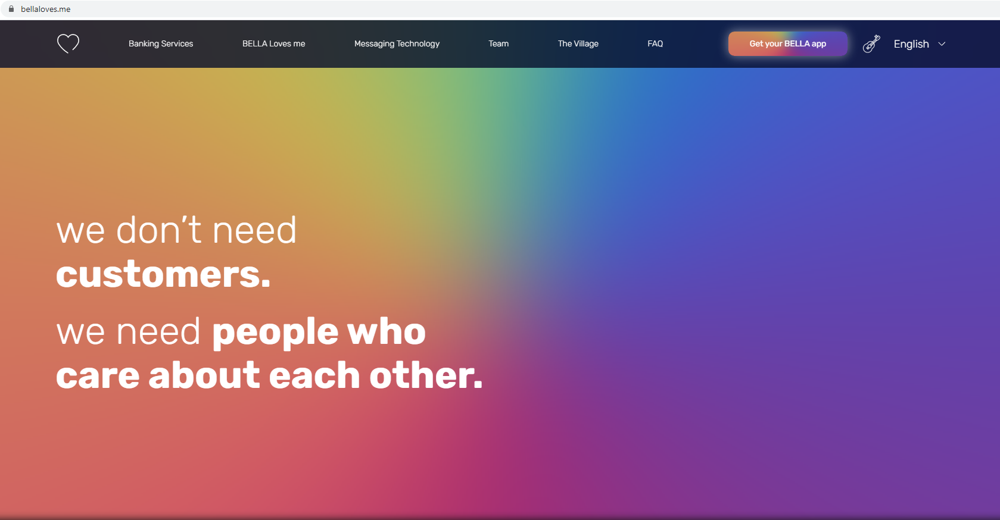 bellaloves.me
Banking Services BELLA Loves me Messaging Technology Team The Village FAQ Get your BELLA app English
we don’t need
customers.
we need people who
care about each other.